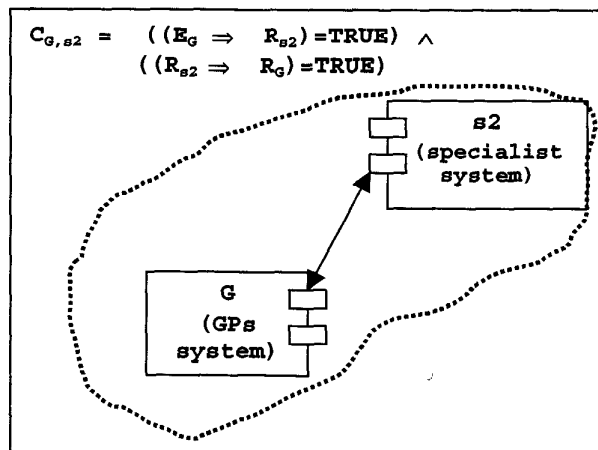 C_{G,s2} = ((E_G ⇒ R_{s2})=TRUE) ∧
((R_{s2} ⇒ R_G)=TRUE)
s2
(specialist
system)
G
(GPs
system)